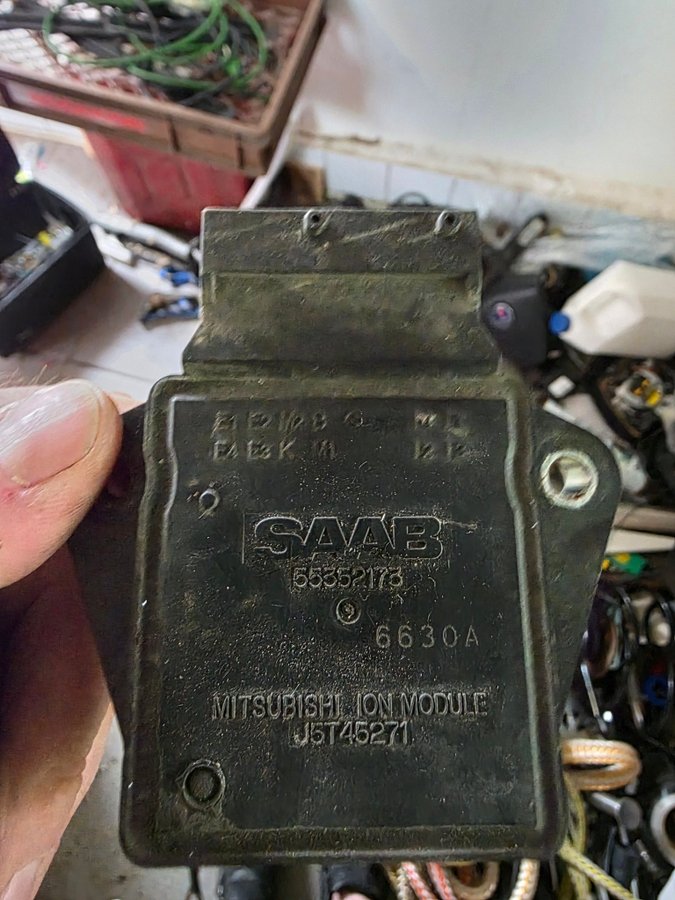 SAAB
55352173
6630A
MITSUBISHI ION MODULE
J5T45271